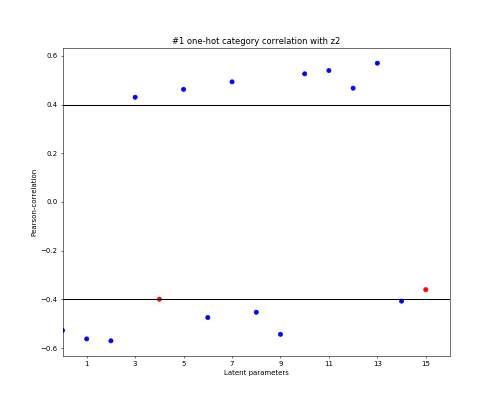 #1 one-hot category correlation with z2
0.6
0.4
0.2
0.0
−0.2
−0.4
−0.6
Pearson-correlation
1 3 5 7 9 11 13 15
Latent parameters